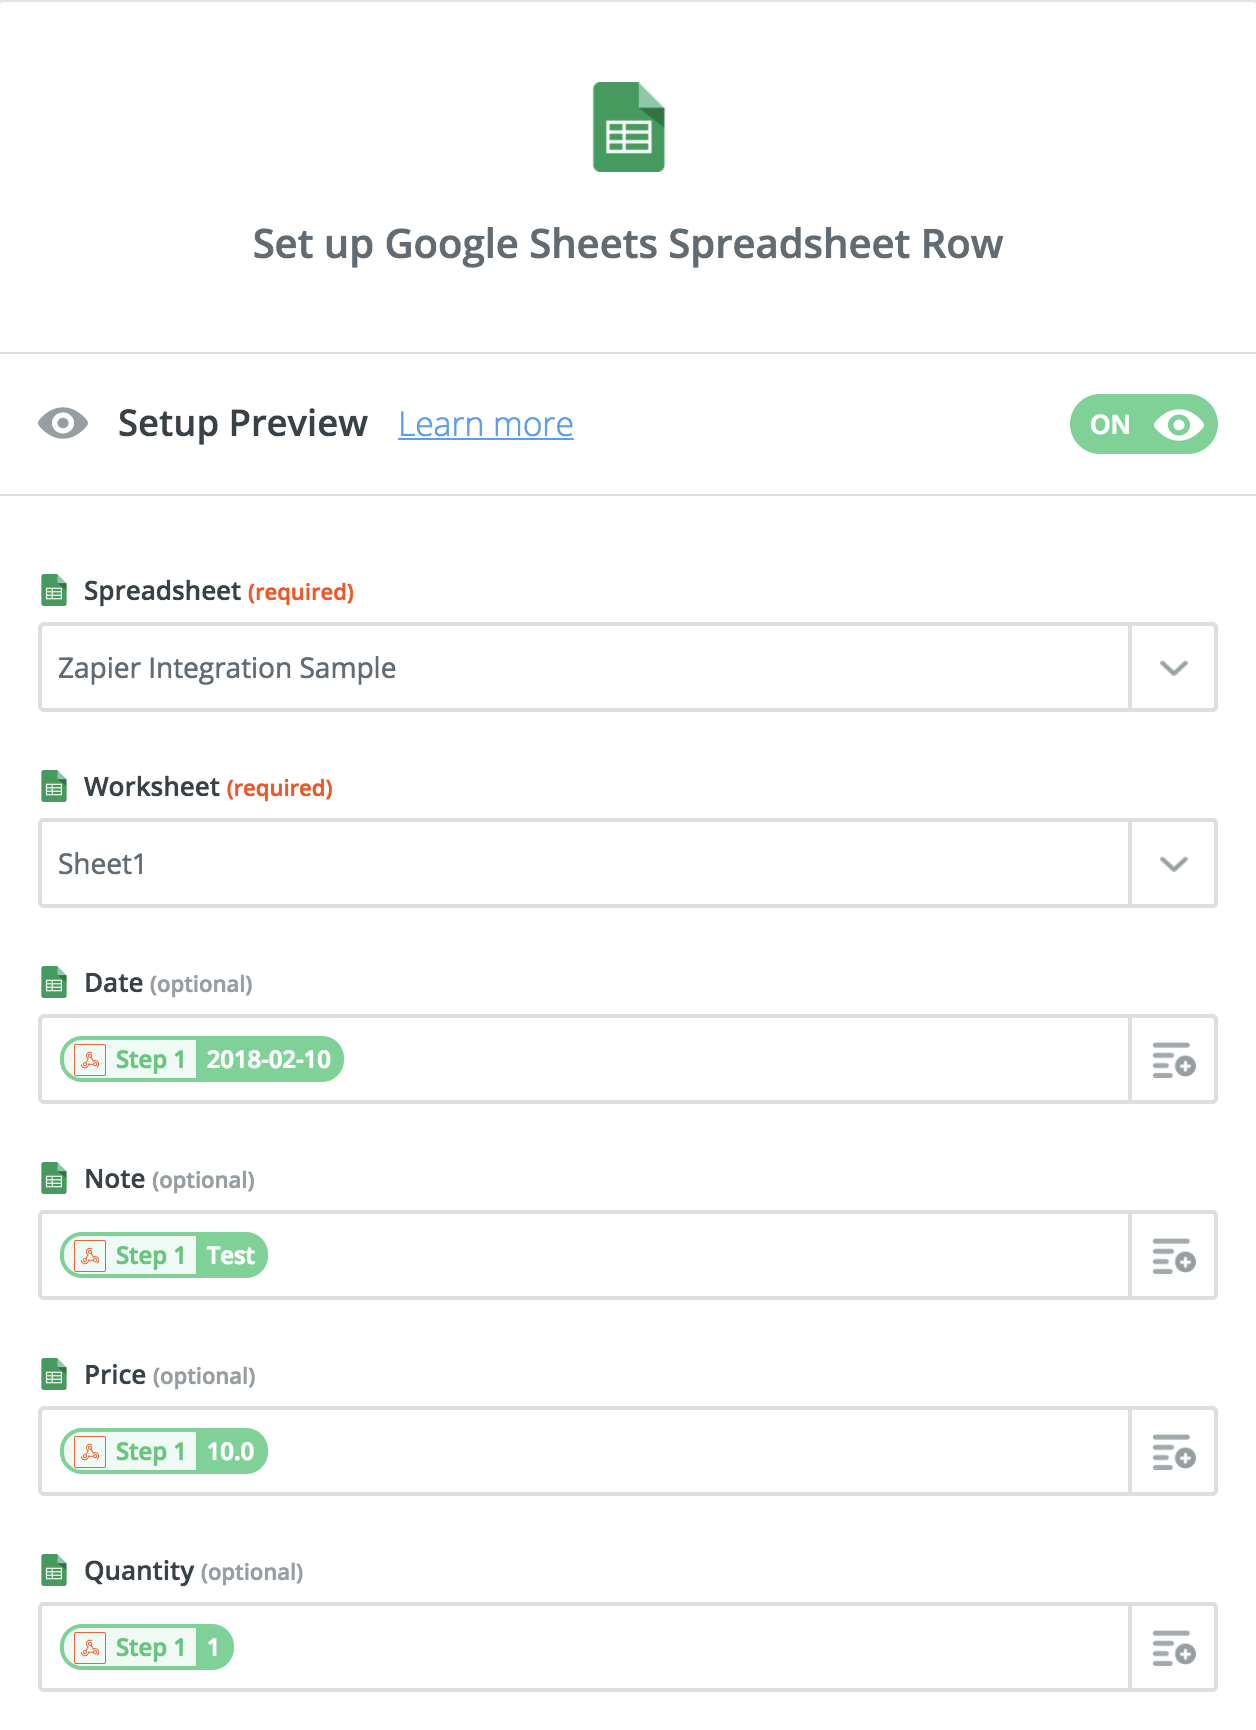 Set up Google Sheets Spreadsheet Row
Setup Preview Learn more ON
Spreadsheet (required)
Zapier Integration Sample
Worksheet (required)
Sheet1
Date (optional)
Step 1 2018-02-10
Note (optional)
Step 1 Test
Price (optional)
Step 1 10.0
Quantity (optional)
Step 1 1